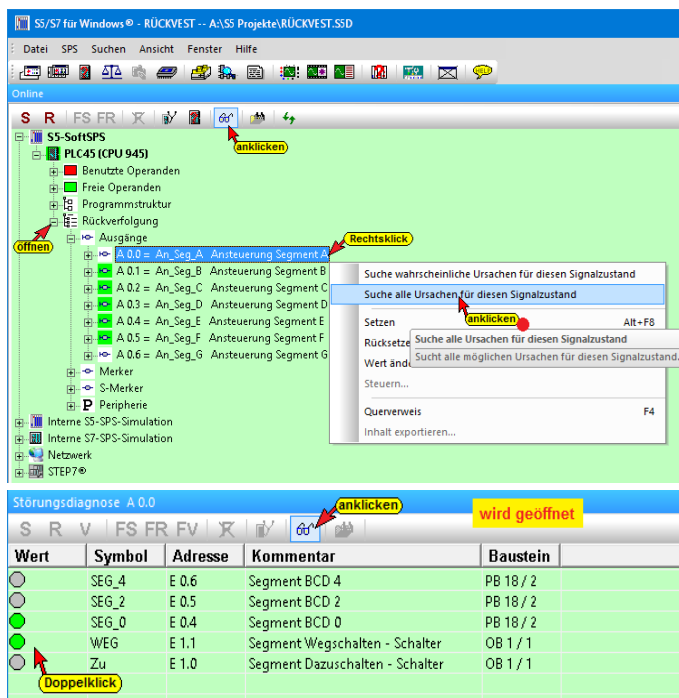 S5/S7 für Windows® - RÜCKVEST -- A:\S5 Projekte\RÜCKVEST.S5D
Datei SPS Suchen Ansicht Fenster Hilfe
HELP
Online
S R FS FR
anklicken
S5-SoftSPS
PLC45 (CPU 945)
Benutzte Operanden
Freie Operanden
Programmstruktur
Rückverfolgung
öffnen
Ausgänge
Rechtsklick
A 0.0 = An_Seg_A Ansteuerung Segment A
A 0.1 = An_Seg_B Ansteuerung Segment B
A 0.2 = An_Seg_C Ansteuerung Segment C
A 0.3 = An_Seg_D Ansteuerung Segment D
A 0.4 = An_Seg_E Ansteuerung Segment E
A 0.5 = An_Seg_F Ansteuerung Segment F
A 0.6 = An_Seg_G Ansteuerung Segment G
Merker
S-Merker
P Peripherie
Interne S5-SPS-Simulation
Interne S7-SPS-Simulation
Netzwerk
STEP7®
Suche wahrscheinliche Ursachen für diesen Signalzustand
Suche alle Ursachen für diesen Signalzustand
anklicken
Setzen Alt+F8
Rücksetze
Suche alle Ursachen für diesen Signalzustand
Sucht alle möglichen Ursachen für diesen Signalzustand.
Wert ände
Steuern...
Querverweis F4
Inhalt exportieren...
Störungsdiagnose A 0.0
anklicken
wird geöffnet
S R V FS FR FV
Wert Symbol Adresse Kommentar Baustein
SEG_4 E 0.6 Segment BCD 4 PB 18 / 2
SEG_2 E 0.5 Segment BCD 2 PB 18 / 2
SEG_0 E 0.4 Segment BCD 0 PB 18 / 2
WEG E 1.1 Segment Wegschalten - Schalter OB 1 / 1
Zu E 1.0 Segment Dazuschalten - Schalter OB 1 / 1
Doppelklick